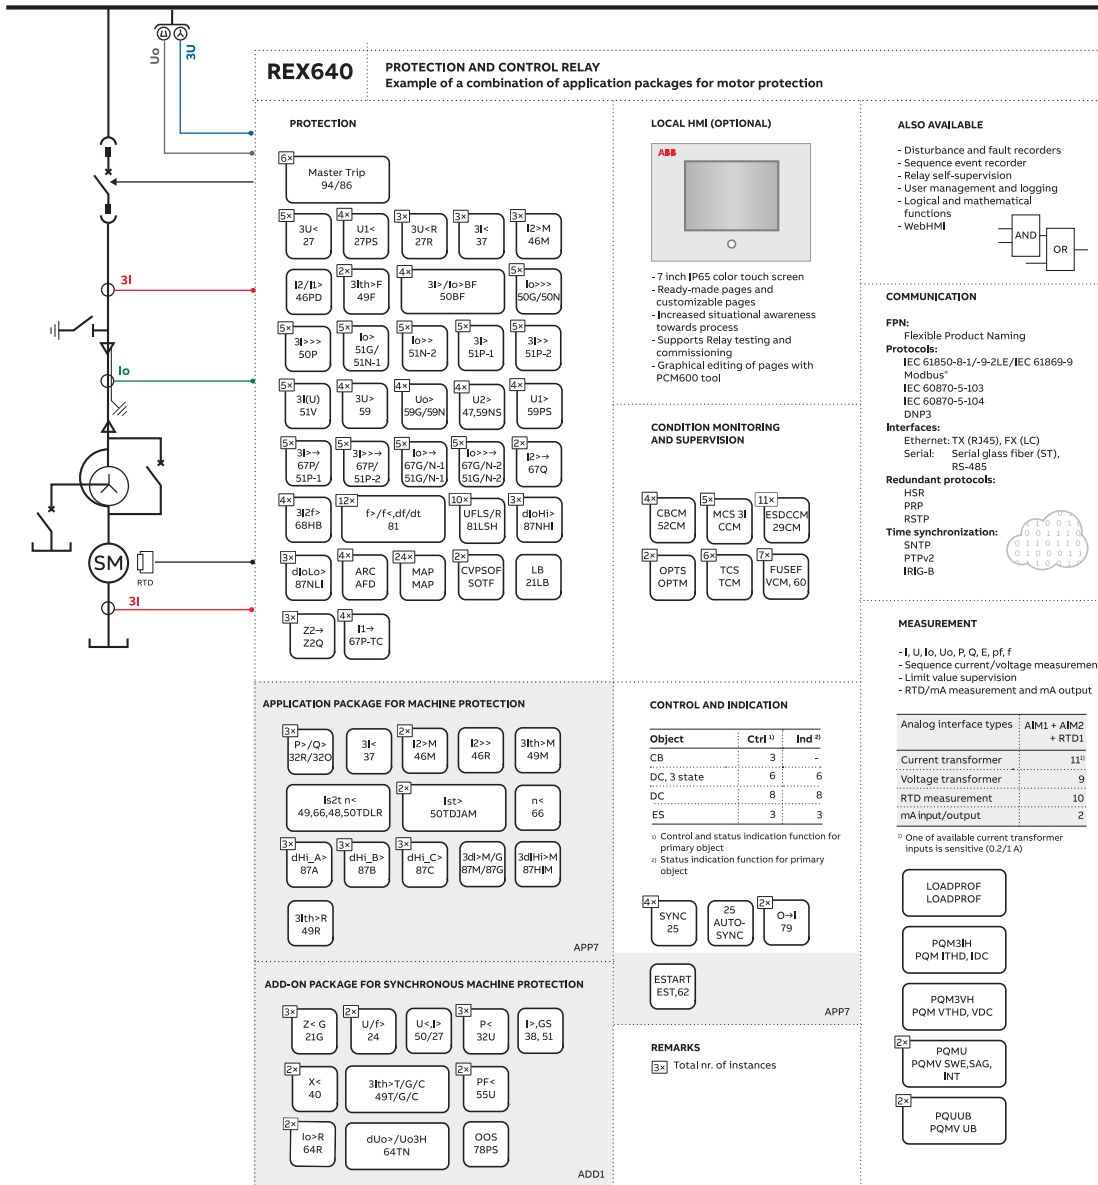 Uo
3U
3I
Io
SM
RTD
3I
REX640
PROTECTION AND CONTROL RELAY
Example of a combination of application packages for motor protection
PROTECTION
6×
Master Trip
94/86
5×
3U<
27
4×
U1<
27PS
3×
3U<R
27R
3×
3I<
37
3×
I2>M
46M
I2/I1>
46PD
2×
3Ith>F
49F
4×
3I>/Io>BF
50BF
5×
Io>>>
50G/50N
5×
3I>>>
50P
5×
Io>
51G/
51N-1
5×
Io>>
51N-2
5×
3I>
51P-1
5×
3I>>
51P-2
5×
3I(U)
51V
4×
3U>
59
4×
Uo>
59G/59N
4×
U2>
47,59NS
4×
U1>
59PS
5×
3I>→
67P/
51P-1
5×
3I>>→
67P/
51P-2
5×
Io>→
67G/N-1
51G/N-1
5×
Io>>→
67G/N-2
51G/N-2
2×
I2>→
67Q
4×
3I2f>
68HB
12×
f>/f<,df/dt
81
10×
UFLS/R
81LSH
3×
dIoHi>
87NHI
3×
dIoLo>
87NLI
4×
ARC
AFD
24×
MAP
MAP
2×
CVPSOF
SOTF
LB
21LB
3×
Z2→
Z2Q
4×
I1→
67P-TC
APPLICATION PACKAGE FOR MACHINE PROTECTION
3×
P>/Q>
32R/32O
3I<
37
2×
I2>M
46M
I2>>
46R
3Ith>M
49M
Is2t n<
49,66,48,50TDLR
2×
Ist>
50TDJAM
n<
66
3×
dHi_A>
87A
3×
dHi_B>
87B
3×
dHi_C>
87C
3dI>M/G
87M/87G
3dIHi>M
87HIM
3Ith>R
49R
APP7
ADD-ON PACKAGE FOR SYNCHRONOUS MACHINE PROTECTION
3×
Z< G
21G
2×
U/f>
24
U<,I>
50/27
3×
P<
32U
I>,GS
38, 51
2×
X<
40
3Ith>T/G/C
49T/G/C
2×
PF<
55U
2×
Io>R
64R
dUo>/Uo3H
64TN
OOS
78PS
ADD1
LOCAL HMI (OPTIONAL)
ABB
- 7 inch IP65 color touch screen
- Ready-made pages and
customizable pages
- Increased situational awareness
towards process
- Supports Relay testing and
commissioning
- Graphical editing of pages with
PCM600 tool
CONDITION MONITORING
AND SUPERVISION
4×
CBCM
52CM
5×
MCS 3I
CCM
11×
ESDCCM
29CM
2×
OPTS
OPTM
6×
TCS
TCM
7×
FUSEF
VCM, 60
CONTROL AND INDICATION
Object Ctrl 1) Ind 2)
CB 3 -
DC, 3 state 6 6
DC 8 8
ES 3 3
1) Control and status indication function for
primary object
2) Status indication function for primary
object
4×
SYNC
25
25
AUTO-
SYNC
2×
O→I
79
ESTART
EST,62
APP7
REMARKS
3× Total nr. of instances
ALSO AVAILABLE
- Disturbance and fault recorders
- Sequence event recorder
- Relay self-supervision
- User management and logging
- Logical and mathematical
functions
- WebHMI
AND
OR
COMMUNICATION
FPN:
Flexible Product Naming
Protocols:
IEC 61850-8-1/-9-2LE/IEC 61869-9
Modbus®
IEC 60870-5-103
IEC 60870-5-104
DNP3
Interfaces:
Ethernet: TX (RJ45), FX (LC)
Serial: Serial glass fiber (ST),
RS-485
Redundant protocols:
HSR
PRP
RSTP
Time synchronization:
SNTP
PTPv2
IRIG-B
MEASUREMENT
- I, U, Io, Uo, P, Q, E, pf, f
- Sequence current/voltage measuremen
- Limit value supervision
- RTD/mA measurement and mA output
Analog interface types AIM1 + AIM2
+ RTD1
Current transformer 11 1)
Voltage transformer 9
RTD measurement 10
mA input/output 2
1) One of available current transformer
inputs is sensitive (0.2/1 A)
LOADPROF
LOADPROF
PQM3IH
PQM ITHD, IDC
PQM3VH
PQM VTHD, VDC
2×
PQMU
PQMV SWE,SAG,
INT
2×
PQUUB
PQMV UB